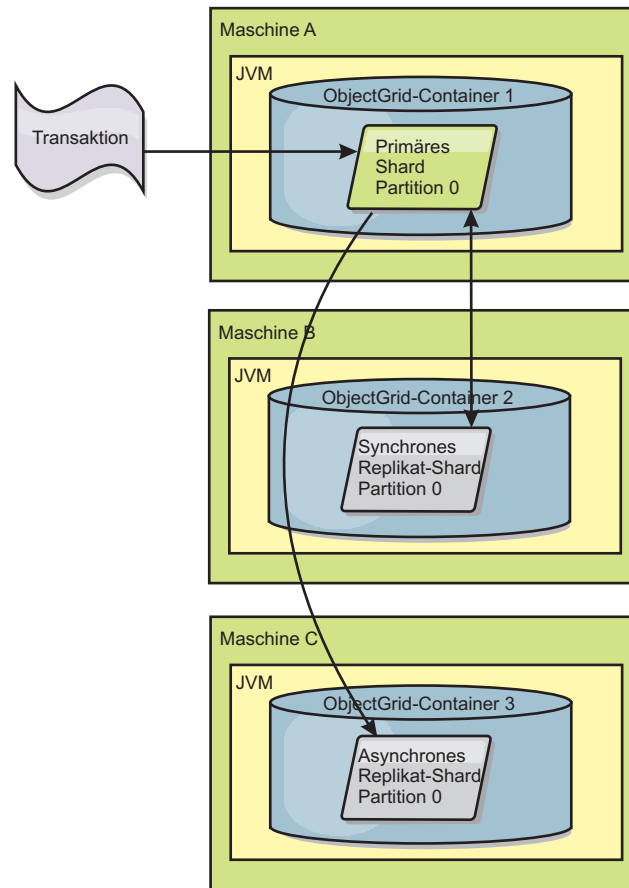 Maschine A
JVM
ObjectGrid-Container 1
Transaktion
Primäres
Shard
Partition 0
Maschine B
JVM
ObjectGrid-Container 2
Synchrones
Replikat-Shard
Partition 0
Maschine C
JVM
ObjectGrid-Container 3
Asynchrones
Replikat-Shard
Partition 0